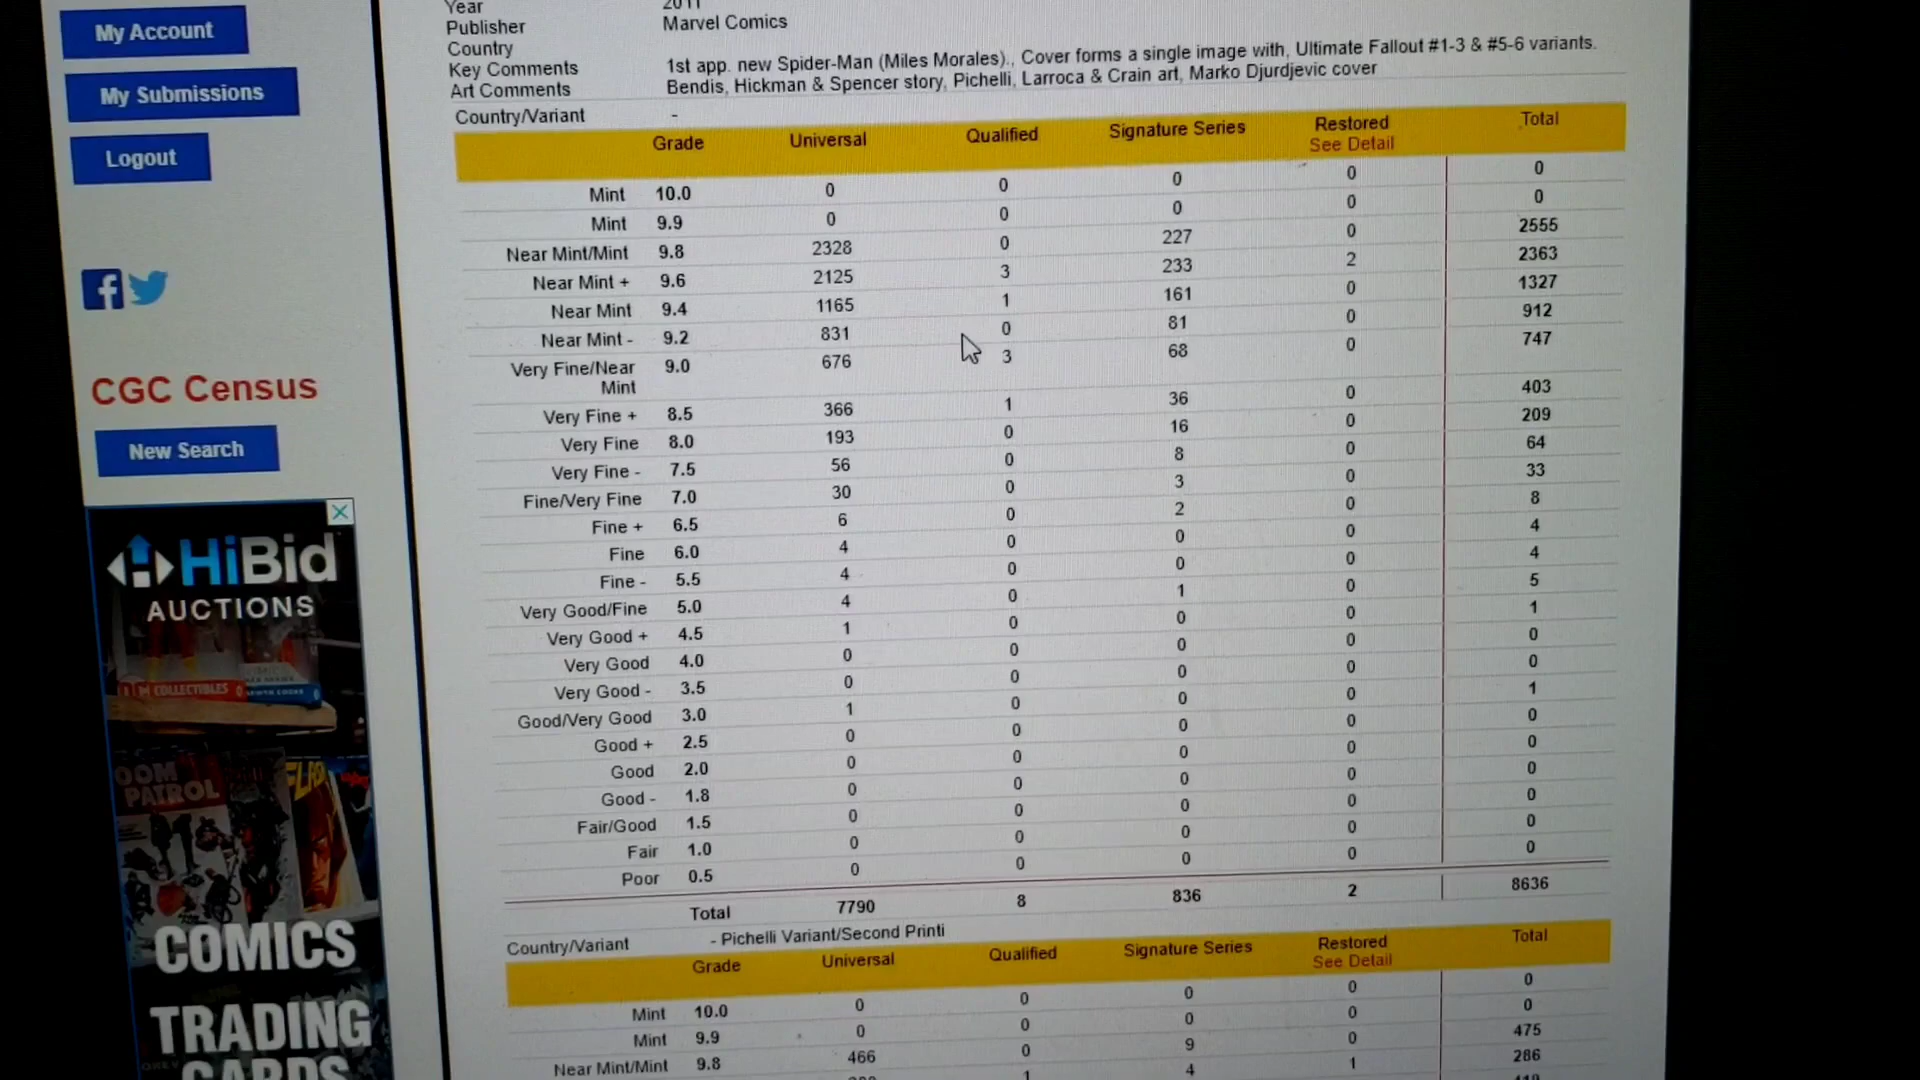 My Account
My Submissions
Logout
CGC Census
New Search
HiBid
AUCTIONS
COLLECTIBLES
OOM
PATROL
FLAS
COMICS
TRADING
CARDS
Year 2011
Publisher Marvel Comics
Country
Key Comments 1st app. new Spider-Man (Miles Morales)., Cover forms a single image with, Ultimate Fallout #1-3 & #5-6 variants.
Art Comments Bendis, Hickman & Spencer story, Pichelli, Larroca & Crain art, Marko Djurdjevic cover
Country/Variant -
Grade Universal Qualified Signature Series Restored Total
See Detail
Mint 10.0 0 0 0 0 0
Mint 9.9 0 0 0 0 0
Near Mint/Mint 9.8 2328 0 227 0 2555
Near Mint + 9.6 2125 3 233 2 2363
Near Mint 9.4 1165 1 161 0 1327
Near Mint - 9.2 831 0 81 0 912
Very Fine/Near 9.0 676 3 68 0 747
Mint
Very Fine + 8.5 366 1 36 0 403
Very Fine 8.0 193 0 16 0 209
Very Fine - 7.5 56 0 8 0 64
Fine/Very Fine 7.0 30 0 3 0 33
Fine + 6.5 6 0 2 0 8
Fine 6.0 4 0 0 0 4
Fine - 5.5 4 0 0 0 4
Very Good/Fine 5.0 4 0 1 0 5
Very Good + 4.5 1 0 0 0 1
Very Good 4.0 0 0 0 0 0
Very Good - 3.5 0 0 0 0 0
Good/Very Good 3.0 1 0 0 0 1
Good + 2.5 0 0 0 0 0
Good 2.0 0 0 0 0 0
Good - 1.8 0 0 0 0 0
Fair/Good 1.5 0 0 0 0 0
Fair 1.0 0 0 0 0 0
Poor 0.5 0 0 0 0 0
Total 7790 8 836 2 8636
Country/Variant - Pichelli Variant/Second Printi
Grade Universal Qualified Signature Series Restored Total
See Detail
Mint 10.0 0 0 0 0 0
Mint 9.9 0 0 0 0 0
Near Mint/Mint 9.8 466 0 9 0 475
1 4 1 286